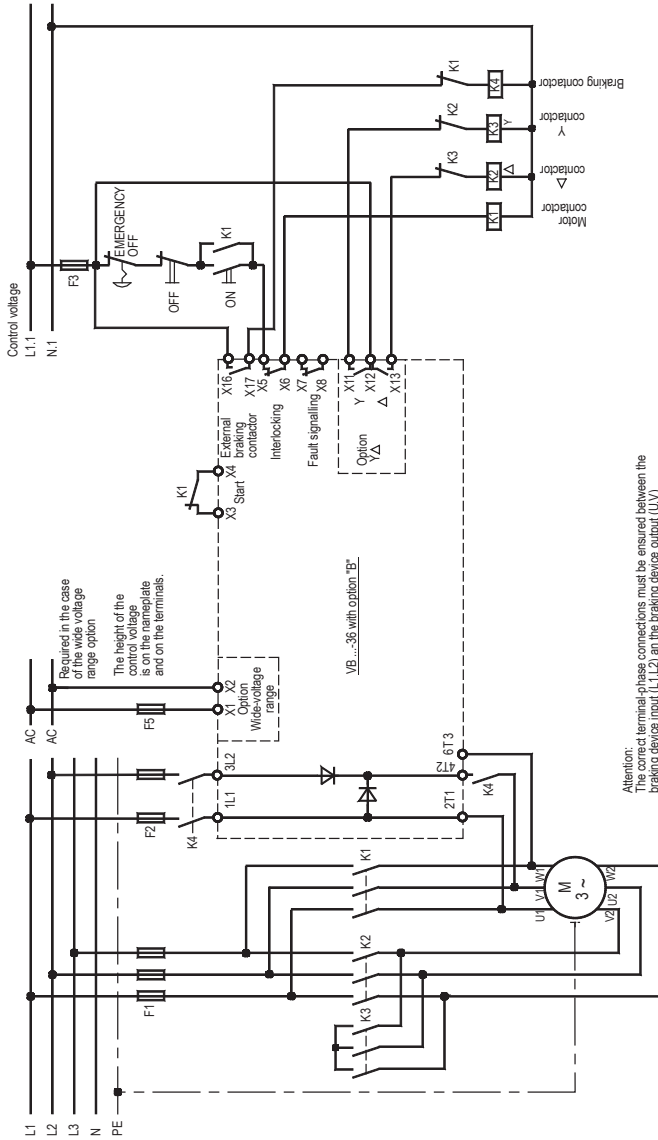 Control voltage
L1.1
N.1
F3
EMERGENCY
OFF
OFF
K1
ON
K1
K2
K3
K4
K3
Y
K2
△
K1
Braking contactor
Y
contactor
△
contactor
Motor
contactor
X16
X17
X5
X6
X7
X8
X11
X12
X13
External
braking
contactor
Interlocking
Fault signalling
Y
△
Option
Y△
K1
X3
X4
Start
VB ...-36 with option "B"
Required in the case
of the wide voltage
range option
The height of the
control voltage
is on the nameplate
and on the terminals.
AC
AC
F5
X1
X2
Option
Wide-voltage
range
F2
K4
1L1
3L2
2T1
4T2
6T3
K4
L1
L2
L3
N
PE
F1
K3
K2
K1
U1
V1
W1
M
3 ~
V2
U2
W2
Attention:
The correct terminal-phase connections must be ensured between the
braking device input (L1,L2) an the braking device output (U,V)